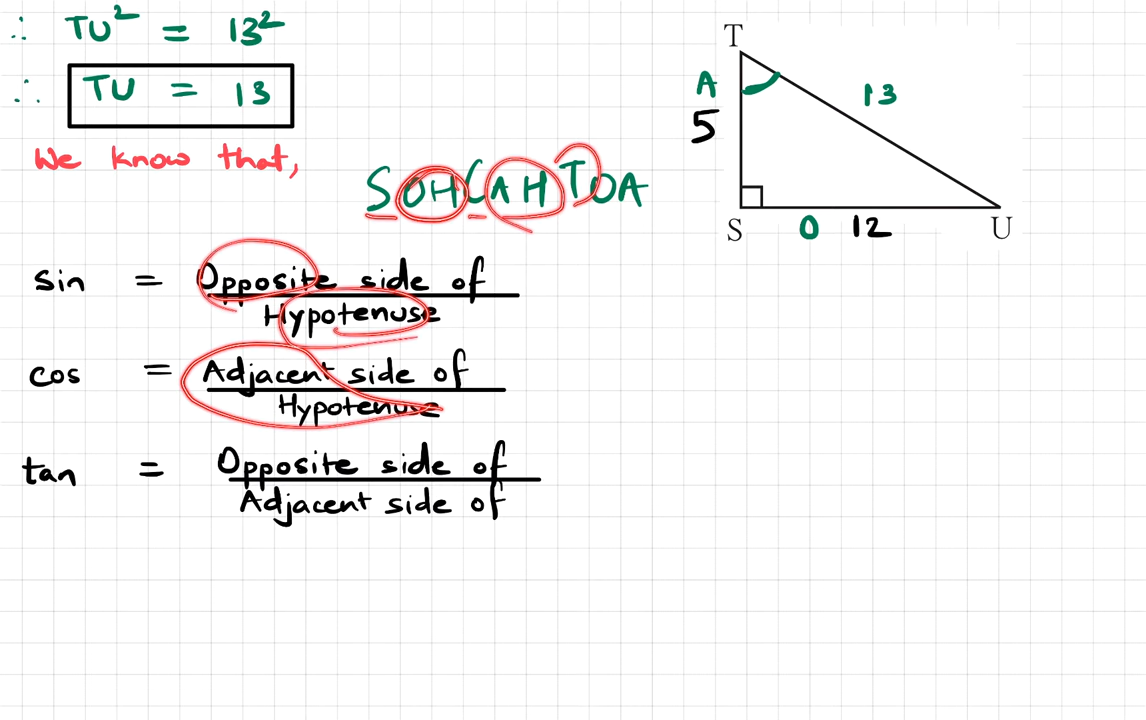 ∴ TU² = 13²
∴ TU = 13
We know that,
SOHCAHTOA
sin = Opposite side of
Hypotenuse
cos = Adjacent side of
Hypotenuse
tan = Opposite side of
Adjacent side of
T
A
13
5
S
O 12
U